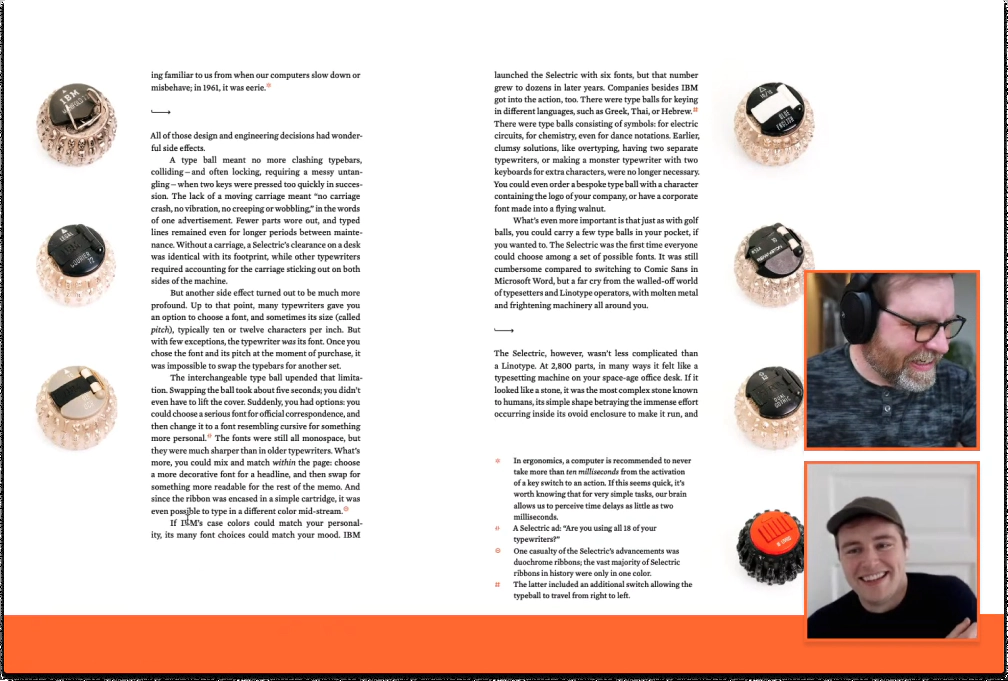 ing familiar to us from when our computers slow down or
misbehave; in 1961, it was eerie.*
All of those design and engineering decisions had wonder-
ful side effects.
A type ball meant no more clashing typebars,
colliding – and often locking, requiring a messy untan-
gling – when two keys were pressed too quickly in succes-
sion. The lack of a moving carriage meant “no carriage
crash, no vibration, no creeping or wobbling,” in the words
of one advertisement. Fewer parts wore out, and typed
lines remained even for longer periods between mainte-
nance. Without a carriage, a Selectric’s clearance on a desk
was identical with its footprint, while other typewriters
required accounting for the carriage sticking out on both
sides of the machine.
But another side effect turned out to be much more
profound. Up to that point, many typewriters gave you
an option to choose a font, and sometimes its size (called
pitch), typically ten or twelve characters per inch. But
with few exceptions, the typewriter was its font. Once you
chose the font and its pitch at the moment of purchase, it
was impossible to swap the typebars for another set.
The interchangeable type ball upended that limita-
tion. Swapping the ball took about five seconds; you didn’t
even have to lift the cover. Suddenly, you had options: you
could choose a serious font for official correspondence, and
then change it to a font resembling cursive for something
more personal. The fonts were still all monospace, but
they were much sharper than in older typewriters. What’s
more, you could mix and match within the page: choose
a more decorative font for a headline, and then swap for
something more readable for the rest of the memo. And
since the ribbon was encased in a simple cartridge, it was
even possible to type in a different color mid-stream.
If IBM’s case colors could match your personal-
ity, its many font choices could match your mood. IBM
launched the Selectric with six fonts, but that number
grew to dozens in later years. Companies besides IBM
got into the action, too. There were type balls for keying
in different languages, such as Greek, Thai, or Hebrew.#
There were type balls consisting of symbols: for electric
circuits, for chemistry, even for dance notations. Earlier,
clumsy solutions, like overtyping, having two separate
typewriters, or making a monster typewriter with two
keyboards for extra characters, were no longer necessary.
You could even order a bespoke type ball with a character
containing the logo of your company, or have a corporate
font made into a flying walnut.
What’s even more important is that just as with golf
balls, you could carry a few type balls in your pocket, if
you wanted to. The Selectric was the first time everyone
could choose among a set of possible fonts. It was still
cumbersome compared to switching to Comic Sans in
Microsoft Word, but a far cry from the walled-off world
of typesetters and Linotype operators, with molten metal
and frightening machinery all around you.
The Selectric, however, wasn’t less complicated than
a Linotype. At 2,800 parts, in many ways it felt like a
typesetting machine on your space-age office desk. If it
looked like a stone, it was the most complex stone known
to humans, its simple shape betraying the immense effort
occurring inside its ovoid enclosure to make it run, and
* In ergonomics, a computer is recommended to never
take more than ten milliseconds from the activation
of a key switch to an action. If this seems quick, it’s
worth knowing that for very simple tasks, our brain
allows us to perceive time delays as low as two
milliseconds.
A Selectric ad: “Are you using all 18 of your
typewriters?”
One casualty of the Selectric’s advancements was
duochrome ribbons; the vast majority of Selectric
ribbons in history were only in one color.
# The latter included an additional switch allowing the
typeball to travel from right to left.
IBM
LEGAL
COURIER
12
DUAL
GOTHIC